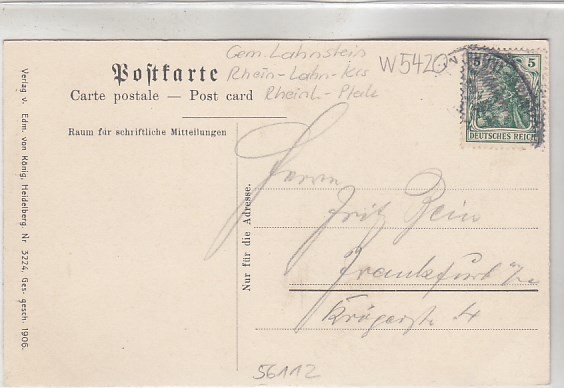 Postkarte
Carte postale — Post card
Gem. Lahnstein
Rhein-Lahn-Krs
Rheinl.-Pfalz
W5420
5
DEUTSCHES REICH
Raum für schriftliche Mitteilungen
Verlag v. Edm. von König, Heidelberg. Nr. 3224. Ges. gesch. 1906.
Nur für die Adresse.
Herrn
Fritz Bein
Frankfurt a/
Krögerstr 4
56112